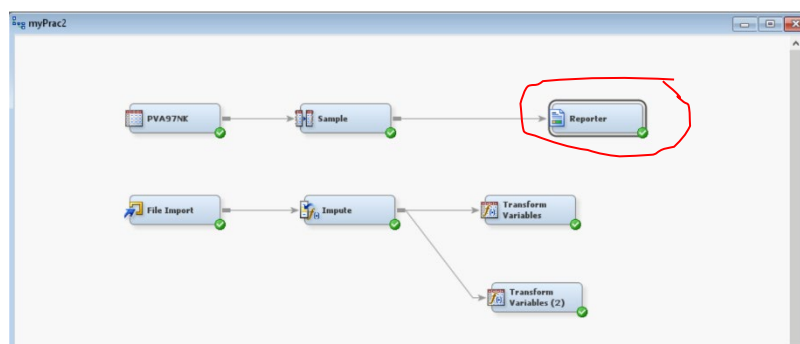 myPrac2
PVA97NK
Sample
Reporter
File Import
Impute
Transform
Variables
Transform
Variables (2)